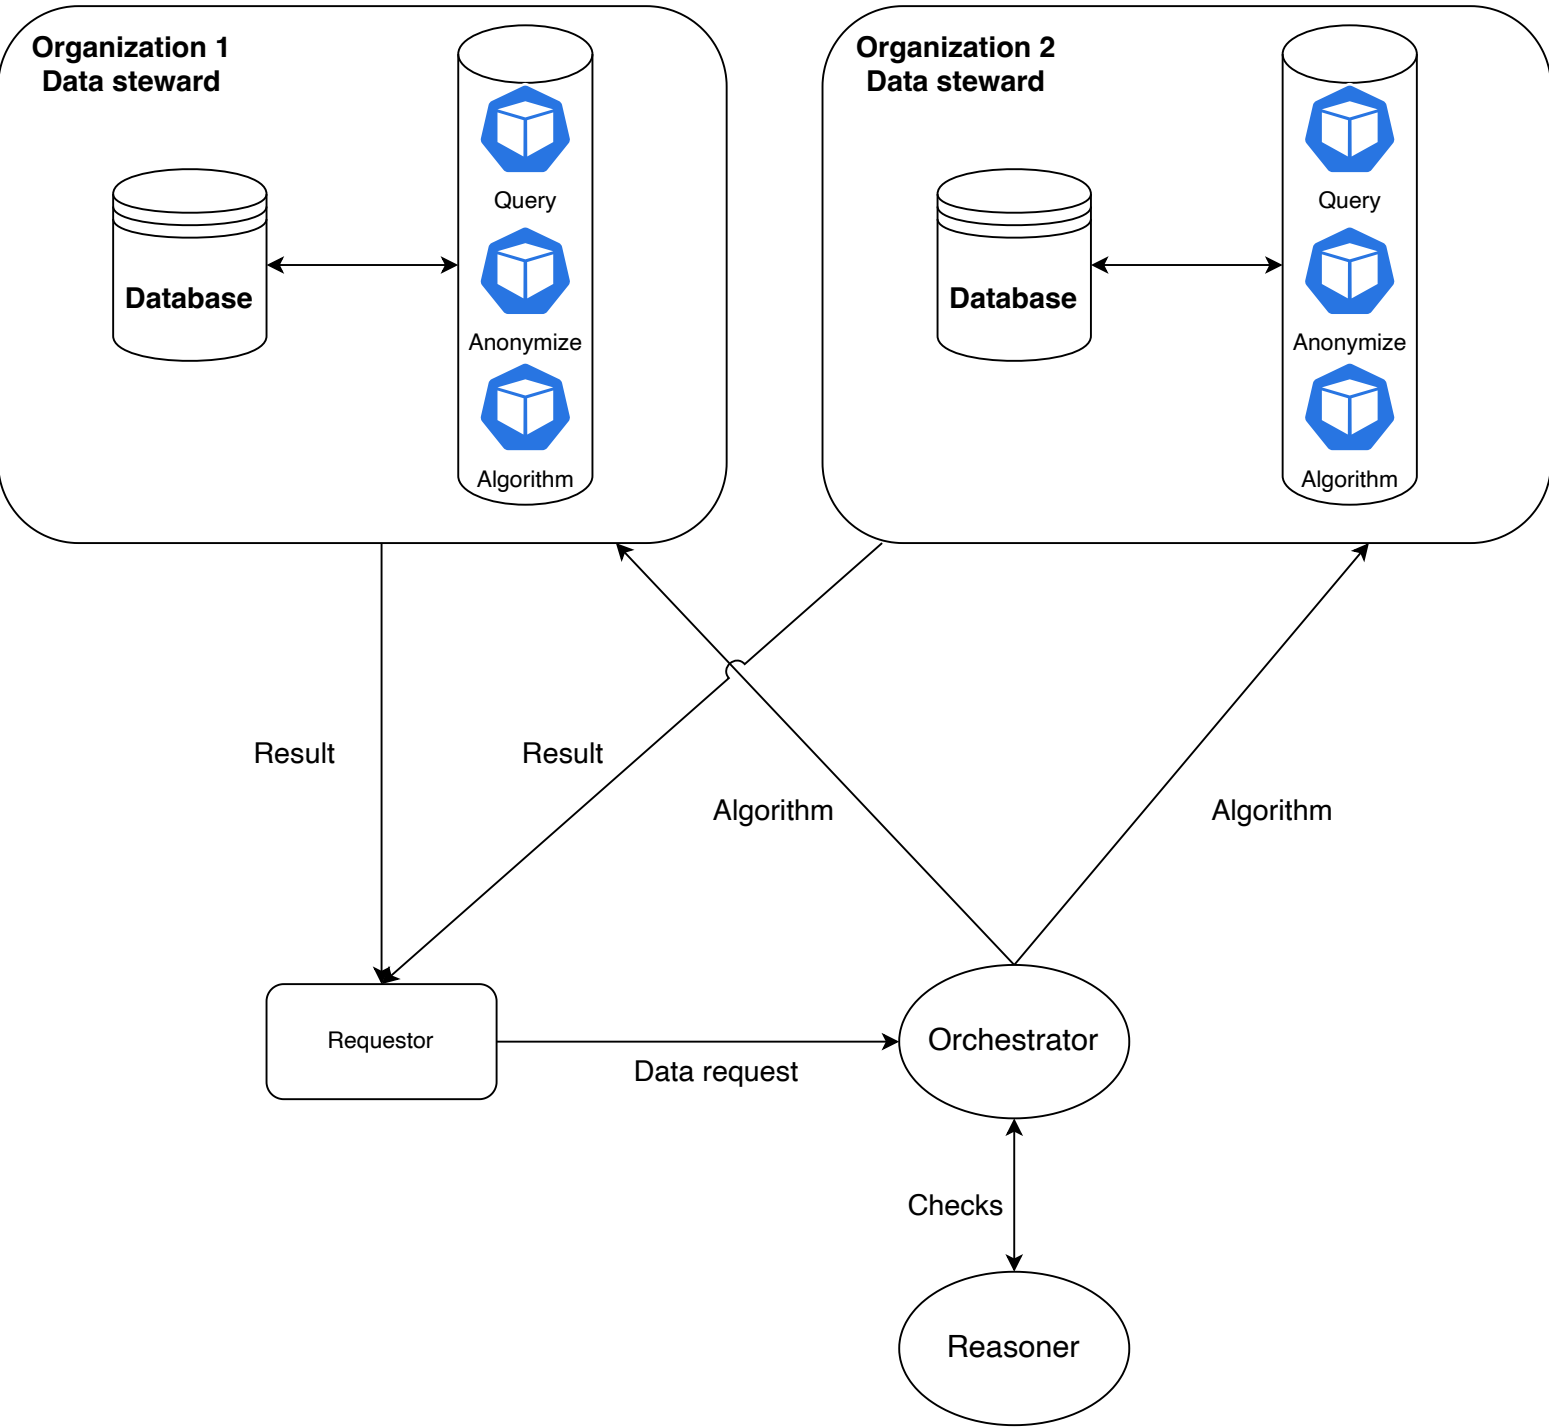 Organization 1
Data steward
Query
Database
Anonymize
Algorithm
Organization 2
Data steward
Query
Database
Anonymize
Algorithm
Result
Result
Algorithm
Algorithm
Requestor
Data request
Orchestrator
Checks
Reasoner